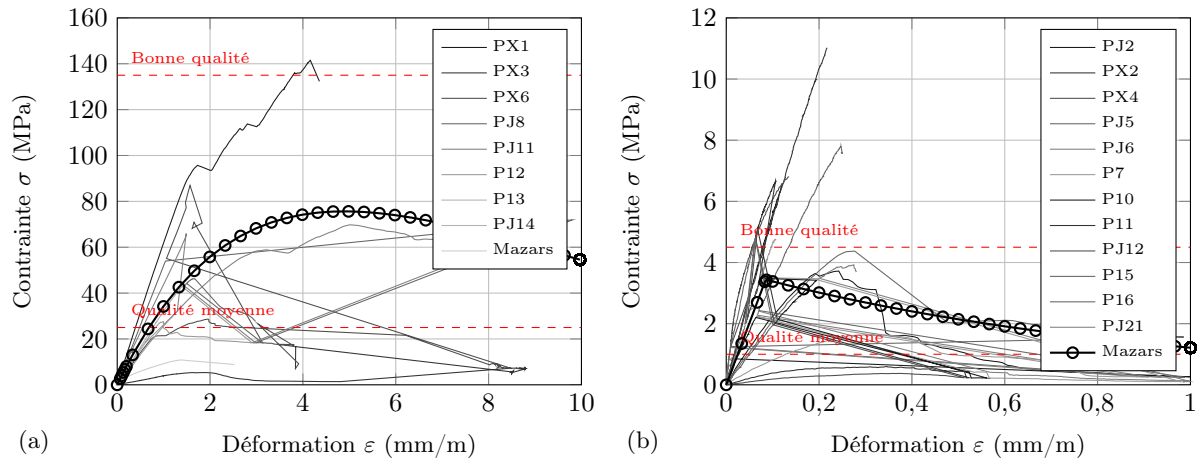 160
140
120
100
80
60
40
20
0
Contrainte σ (MPa)
Bonne qualité
Qualité moyenne
PX1
PX3
PX6
PJ8
PJ11
P12
P13
PJ14
Mazars
0 2 4 6 8 10
(a) Déformation ε (mm/m)
12
10
8
6
4
2
0
Contrainte σ (MPa)
Bonne qualité
Qualité moyenne
PJ2
PX2
PX4
PJ5
PJ6
P7
P10
P11
PJ12
P15
P16
PJ21
Mazars
0 0,2 0,4 0,6 0,8 1
(b) Déformation ε (mm/m)